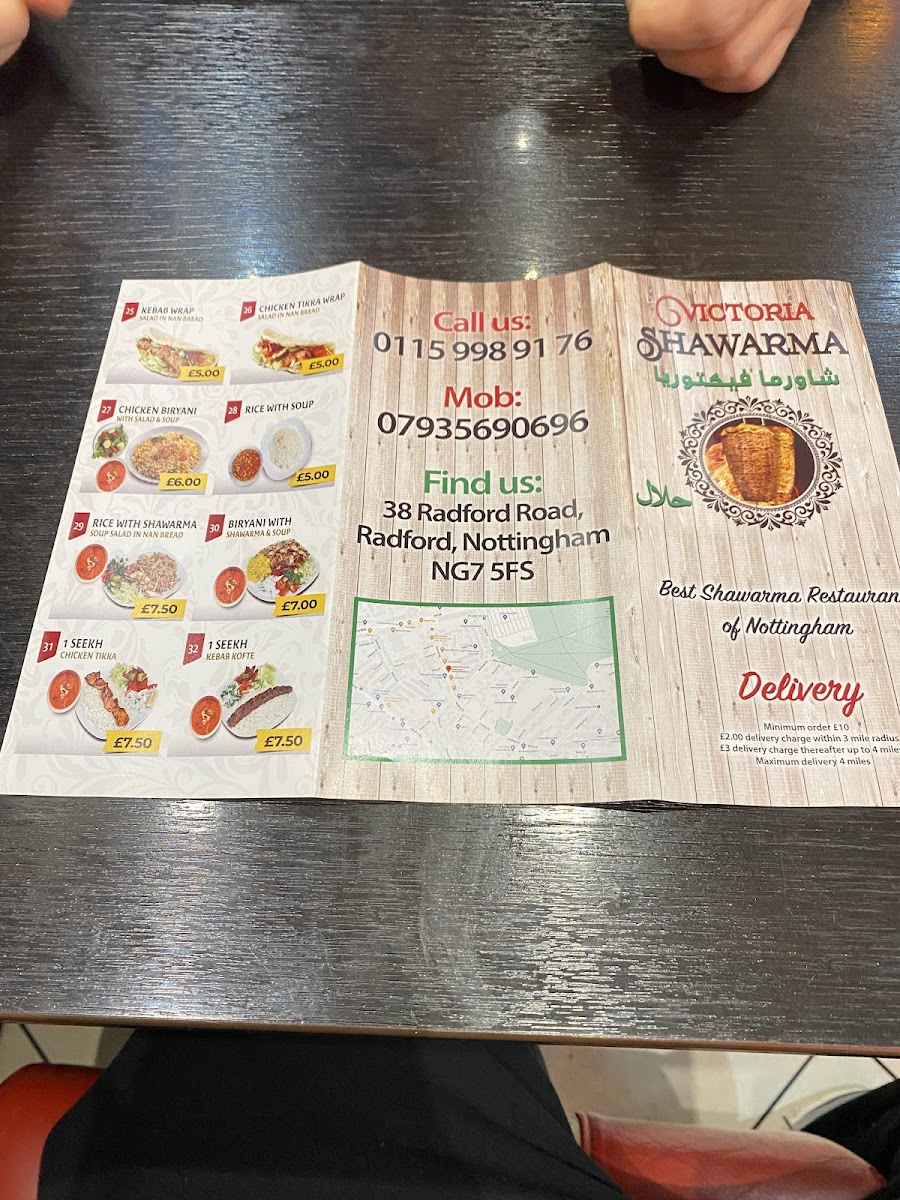 25 KEBAB WRAP
SALAD IN NAN BREAD
£5.00
26 CHICKEN TIKKA WRAP
SALAD IN NAN BREAD
£5.00
27 CHICKEN BIRYANI
WITH SALAD & SOUP
£6.00
28 RICE WITH SOUP
£5.00
29 RICE WITH SHAWARMA
SOUP SALAD IN NAN BREAD
£7.50
30 BIRYANI WITH
SHAWARMA & SOUP
£7.00
31 1 SEEKH
CHICKEN TIKKA
£7.50
32 1 SEEKH
KEBAB KOFTE
£7.50
Call us:
0115 998 91 76
Mob:
07935690696
Find us:
38 Radford Road,
Radford, Nottingham
NG7 5FS
VICTORIA
SHAWARMA
شاورما فيكتوريا
حلال
Best Shawarma Restauran
of Nottingham
Delivery
Minimum order £10
£2.00 delivery charge within 3 mile radius
£3 delivery charge thereafter up to 4 mile
Maximum delivery 4 miles